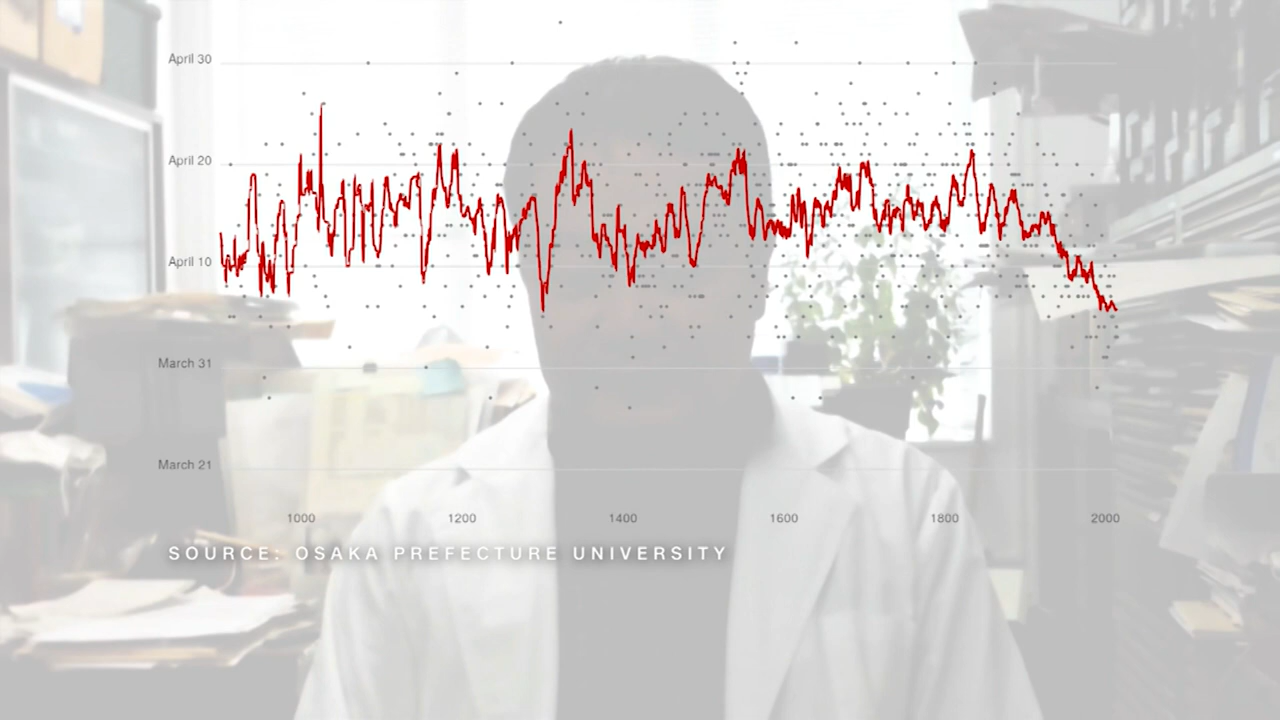 April 30
April 20
April 10
March 31
March 21
1000 1200 1400 1600 1800 2000
SOURCE: OSAKA PREFECTURE UNIVERSITY